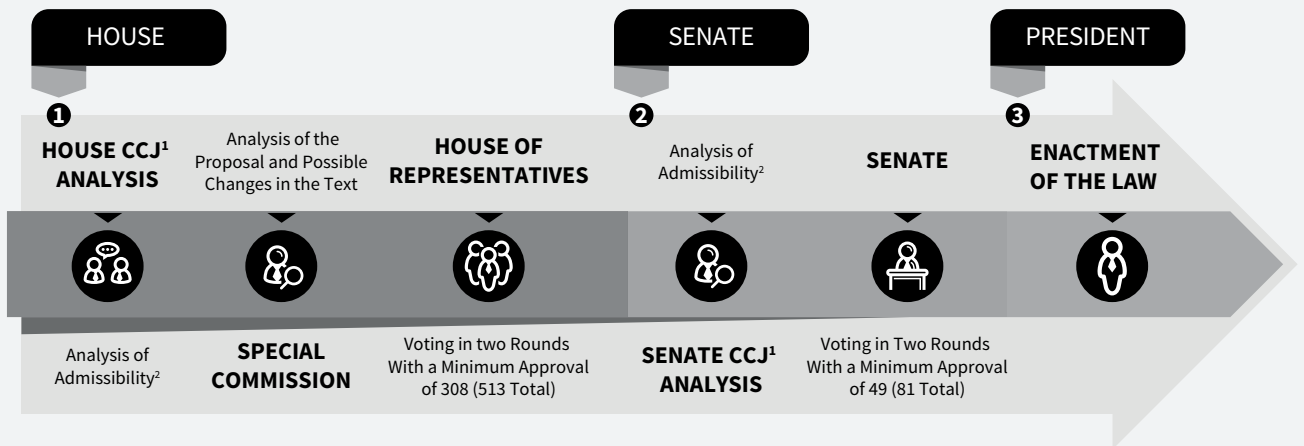 HOUSE
SENATE
PRESIDENT
1
2
3
HOUSE CCJ¹
ANALYSIS
Analysis of the
Proposal and Possible
Changes in the Text
HOUSE OF
REPRESENTATIVES
Analysis of
Admissibility²
SENATE
ENACTMENT
OF THE LAW
Analysis of
Admissibility²
SPECIAL
COMMISSION
Voting in two Rounds
With a Minimum Approval
of 308 (513 Total)
SENATE CCJ¹
ANALYSIS
Voting in Two Rounds
With a Minimum Approval
of 49 (81 Total)